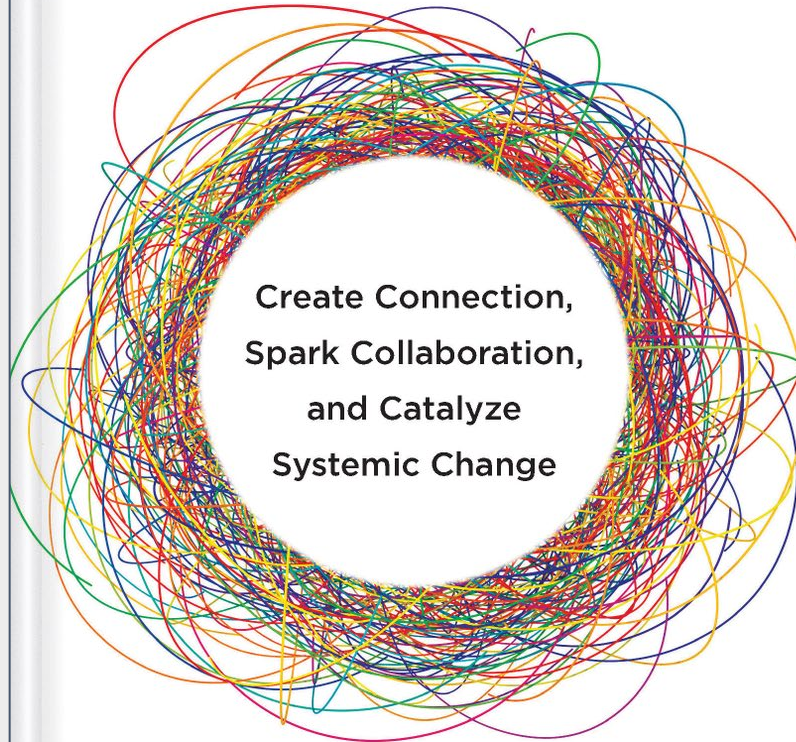 Create Connection,
Spark Collaboration,
and Catalyze
Systemic Change